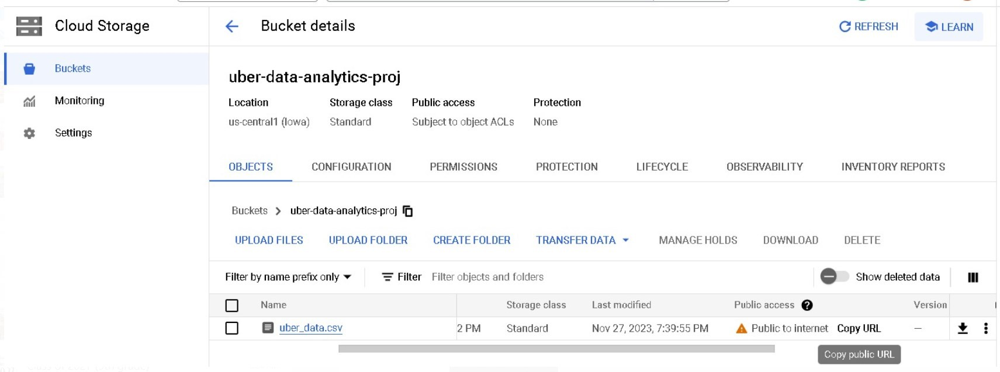 Cloud Storage
Bucket details
REFRESH
LEARN
Buckets
Monitoring
Settings
uber-data-analytics-proj
Location Storage class Public access Protection
us-central1 (Iowa) Standard Subject to object ACLs None
OBJECTS CONFIGURATION PERMISSIONS PROTECTION LIFECYCLE OBSERVABILITY INVENTORY REPORTS
Buckets > uber-data-analytics-proj
UPLOAD FILES UPLOAD FOLDER CREATE FOLDER TRANSFER DATA MANAGE HOLDS DOWNLOAD DELETE
Filter by name prefix only Filter Filter objects and folders Show deleted data
Name Storage class Last modified Public access Version
uber_data.csv 2 PM Standard Nov 27, 2023, 7:39:55 PM Public to internet Copy URL —
Copy public URL